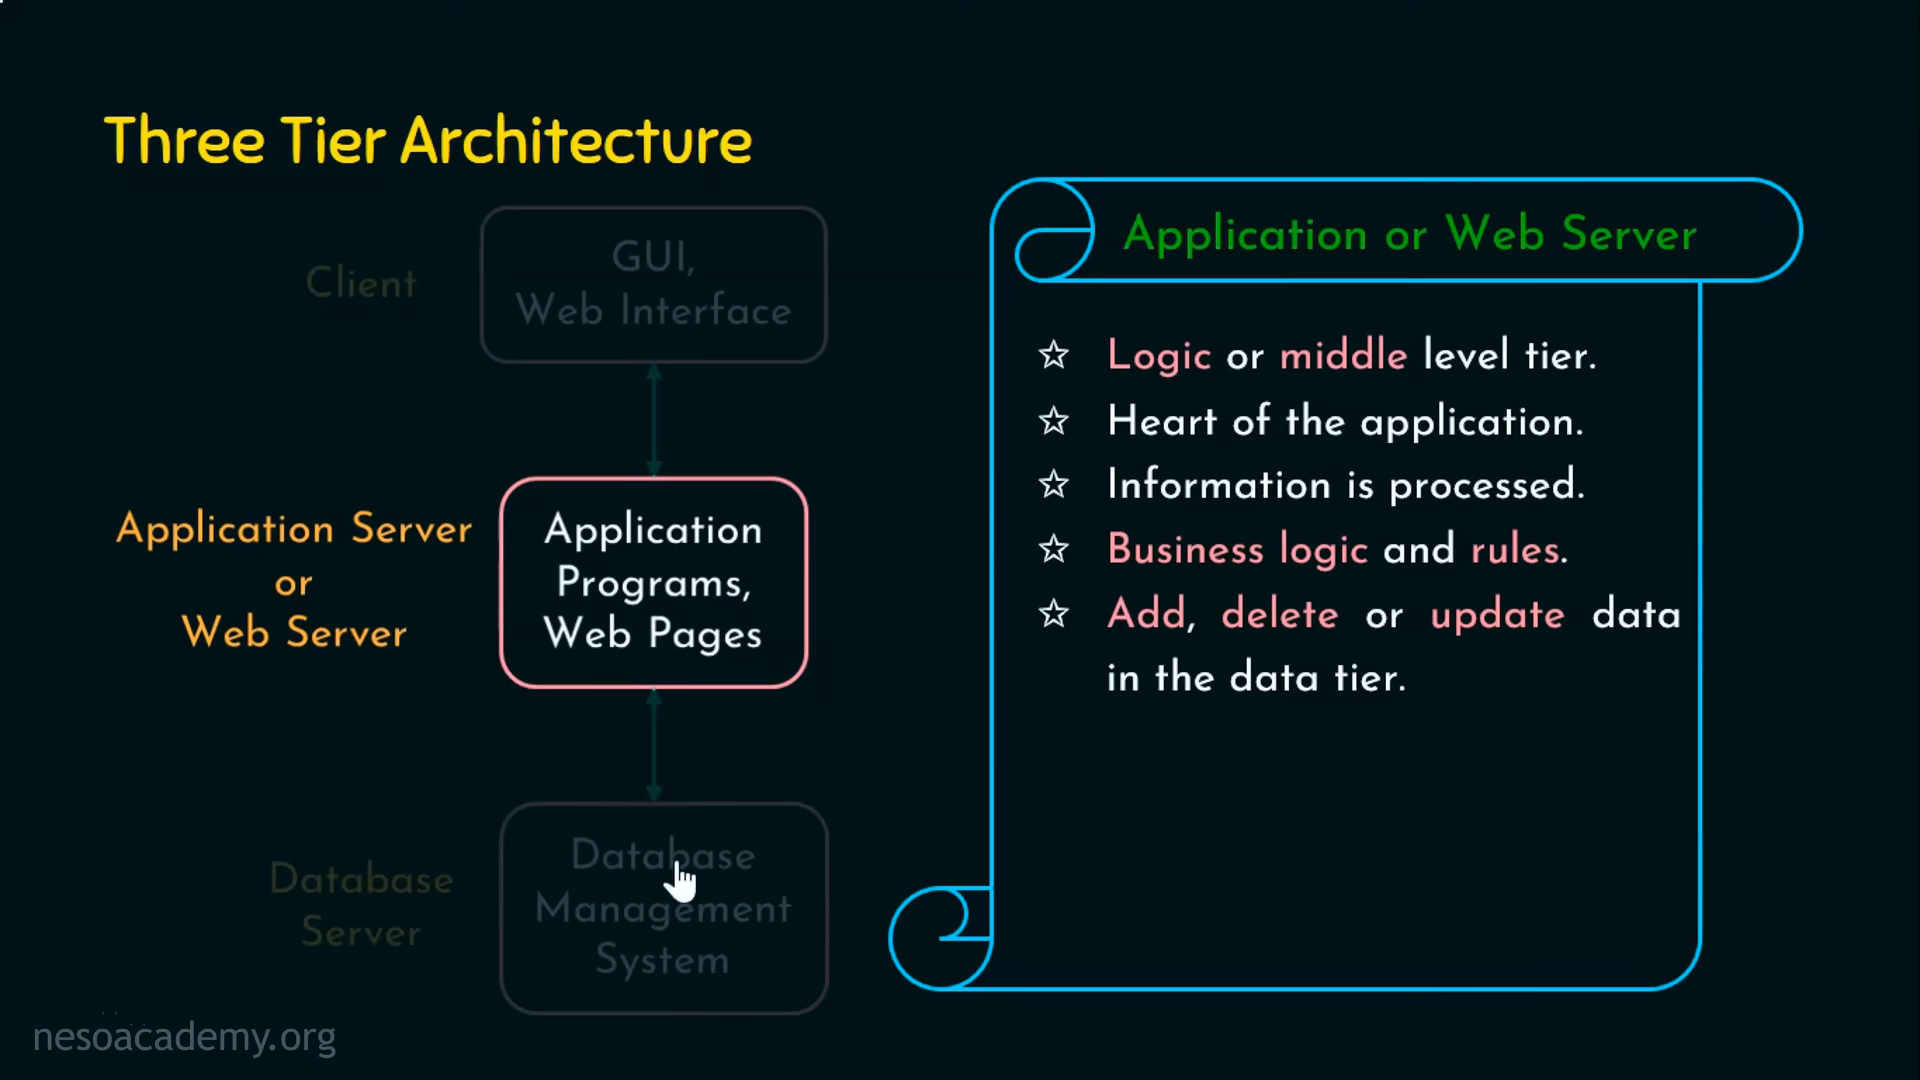 Three Tier Architecture
Client
GUI,
Web Interface
Application Server
or
Web Server
Application
Programs,
Web Pages
Database
Server
Database
Management
System
Application or Web Server
☆ Logic or middle level tier.
☆ Heart of the application.
☆ Information is processed.
☆ Business logic and rules.
☆ Add, delete or update data
in the data tier.
nesoacademy.org